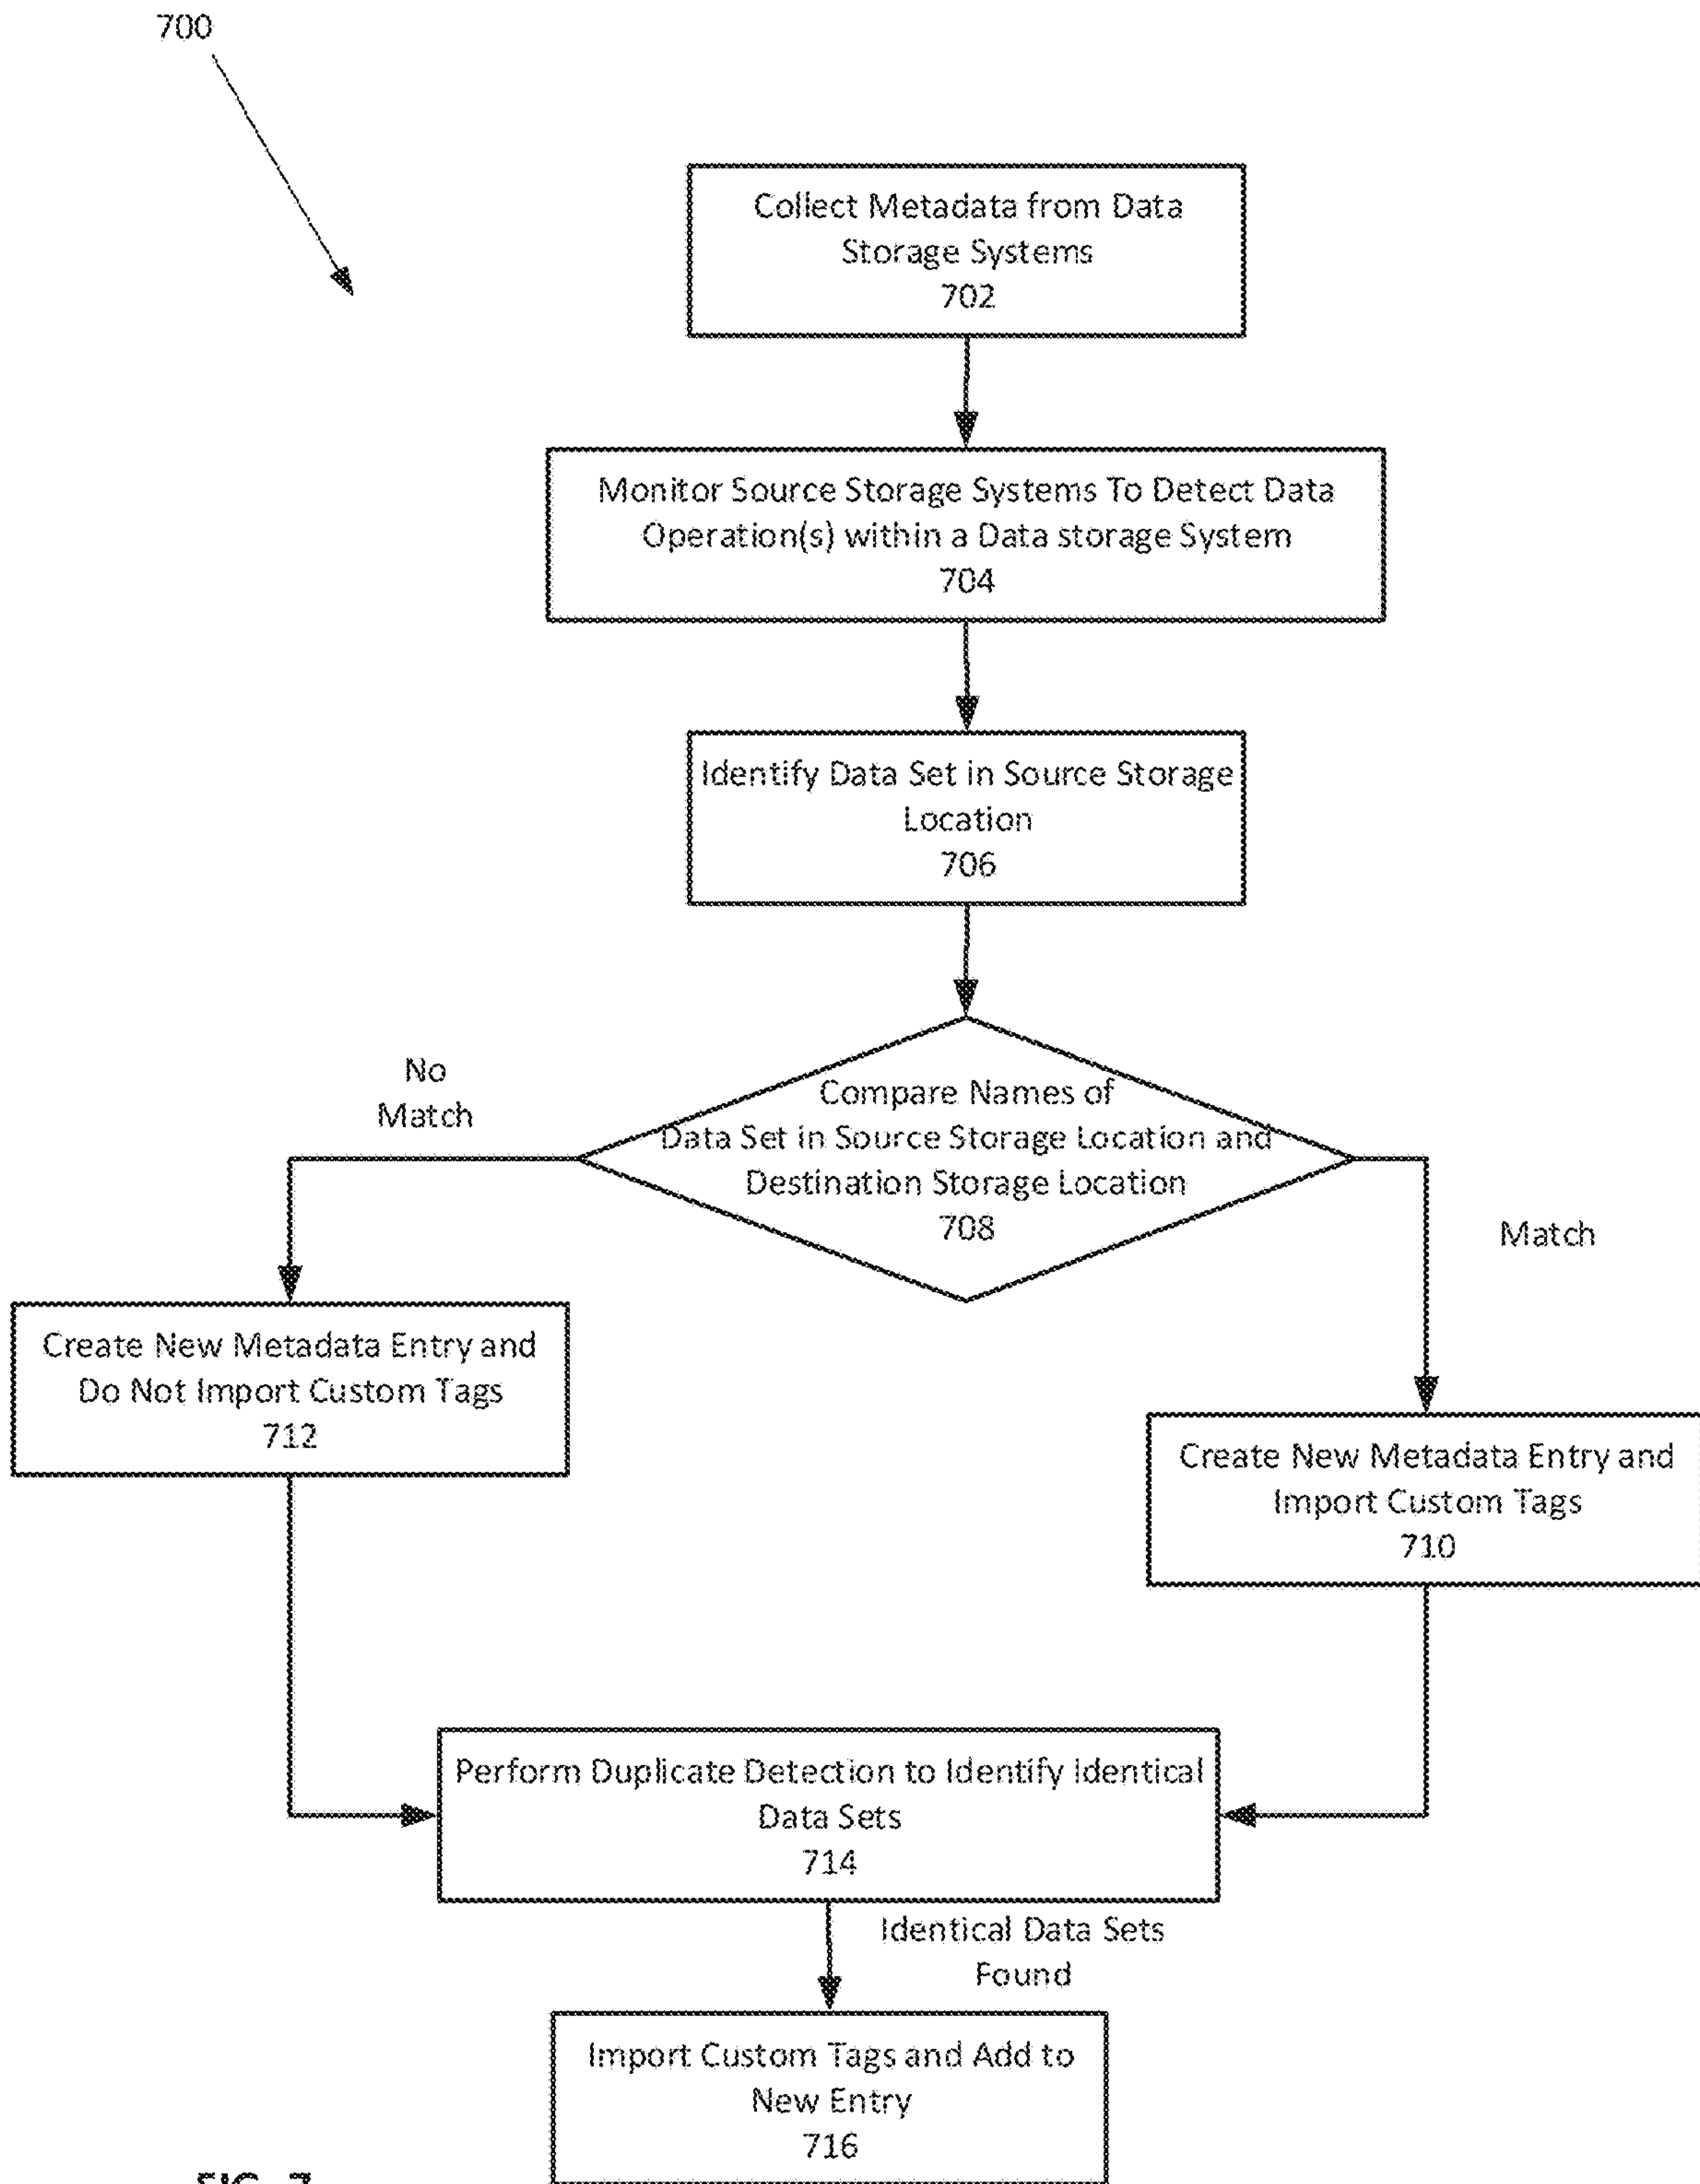 700
Collect Metadata from Data
Storage Systems
702
Monitor Source Storage Systems To Detect Data
Operation(s) within a Data storage System
704
Identify Data Set in Source Storage
Location
706
Compare Names of
Data Set in Source Storage Location and
Destination Storage Location
708
No
Match
Match
Create New Metadata Entry and
Do Not Import Custom Tags
712
Create New Metadata Entry and
Import Custom Tags
710
Perform Duplicate Detection to Identify Identical
Data Sets
714
Identical Data Sets
Found
Import Custom Tags and Add to
New Entry
716
FIG. 7